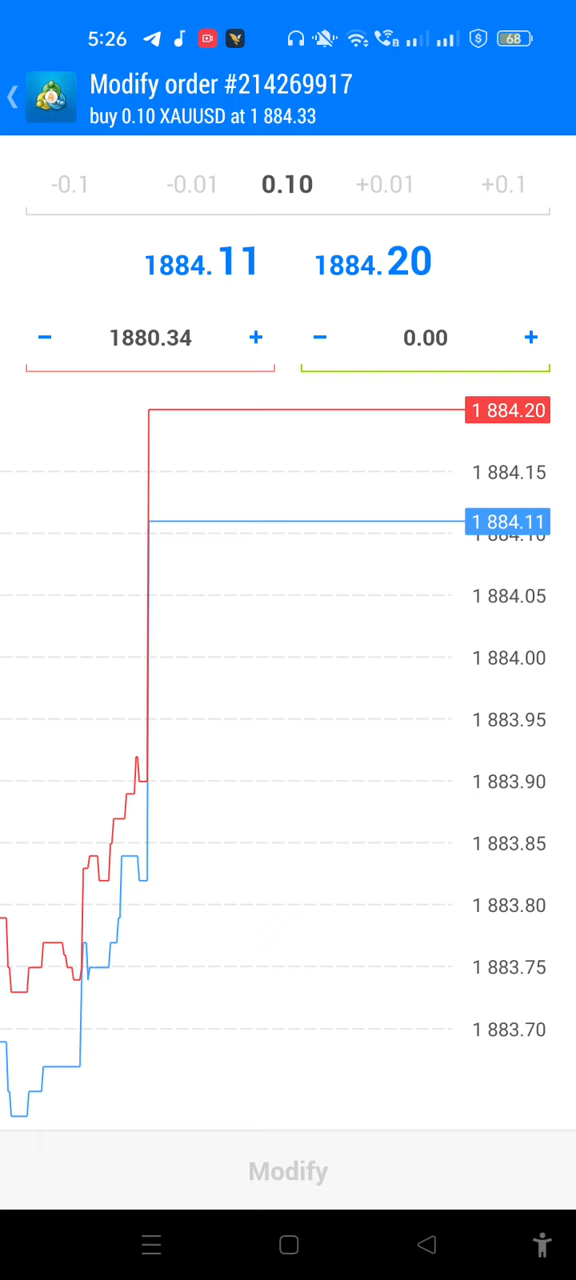 5:26 68
Modify order #214269917
buy 0.10 XAUUSD at 1 884.33
-0.1 -0.01 0.10 +0.01 +0.1
1884.11 1884.20
- 1880.34 + - 0.00 +
1 884.20
1 884.15
1 884.11
1 884.10
1 884.05
1 884.00
1 883.95
1 883.90
1 883.85
1 883.80
1 883.75
1 883.70
Modify